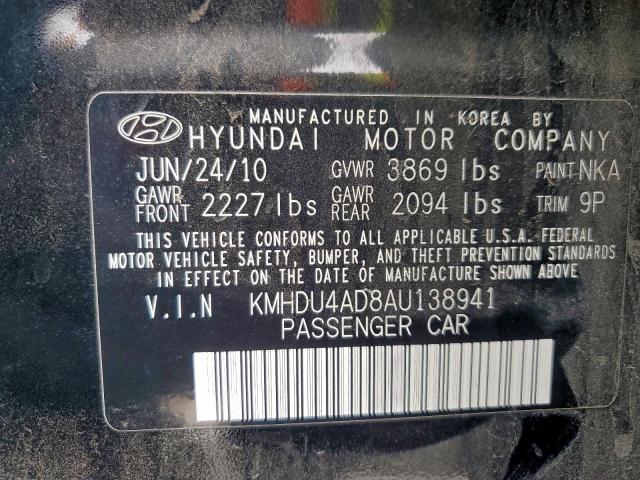 MANUFACTURED IN KOREA BY
HYUNDAI MOTOR COMPANY
JUN/24/10 GVWR 3869 lbs PAINT NKA
GAWR FRONT 2227 lbs GAWR REAR 2094 lbs TRIM 9P
THIS VEHICLE CONFORMS TO ALL APPLICABLE U.S.A. FEDERAL
MOTOR VEHICLE SAFETY, BUMPER, AND THEFT PREVENTION STANDARDS
IN EFFECT ON THE DATE OF MANUFACTURE SHOWN ABOVE
V.I.N KMHDU4AD8AU138941
PASSENGER CAR